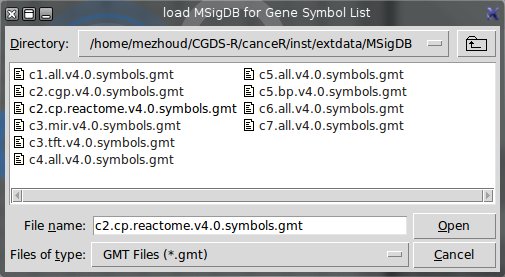 load MSigDB for Gene Symbol List
Directory: /home/mezhoud/CGDS-R/canceR/inst/extdata/MSigDB
c1.all.v4.0.symbols.gmt
c2.cgp.v4.0.symbols.gmt
c2.cp.reactome.v4.0.symbols.gmt
c3.mir.v4.0.symbols.gmt
c3.tft.v4.0.symbols.gmt
c4.all.v4.0.symbols.gmt
c5.all.v4.0.symbols.gmt
c5.bp.v4.0.symbols.gmt
c6.all.v4.0.symbols.gmt
c7.all.v4.0.symbols.gmt
File name: c2.cp.reactome.v4.0.symbols.gmt Open
Files of type: GMT Files (*.gmt) Cancel